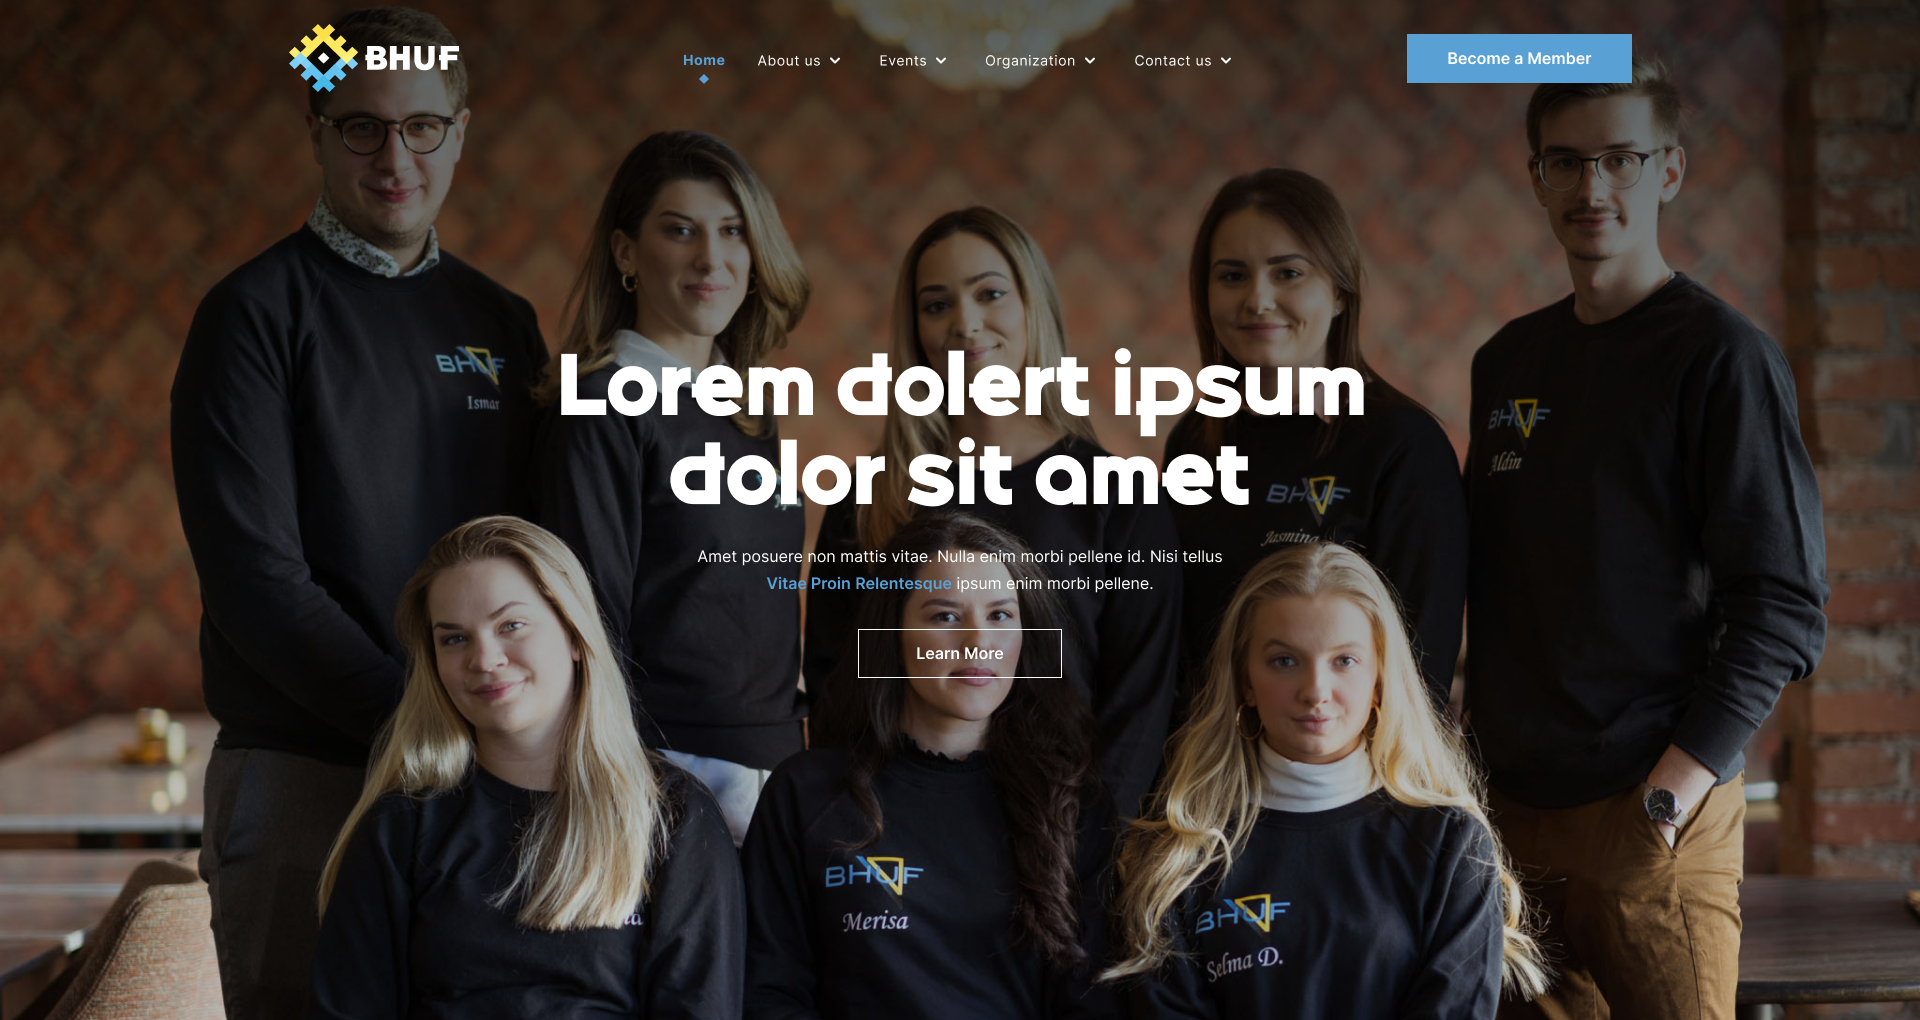 BHUF
Home About us Events Organization Contact us
Become a Member
Lorem dolert ipsum
dolor sit amet
Amet posuere non mattis vitae. Nulla enim morbi pellene id. Nisi tellus
Vitae Proin Relentesque ipsum enim morbi pellene.
Learn More
BHUF
Ismar
BHUF
Aldin
BHUF
Jasmina
BHUF
Merisa
BHUF
Selma D.